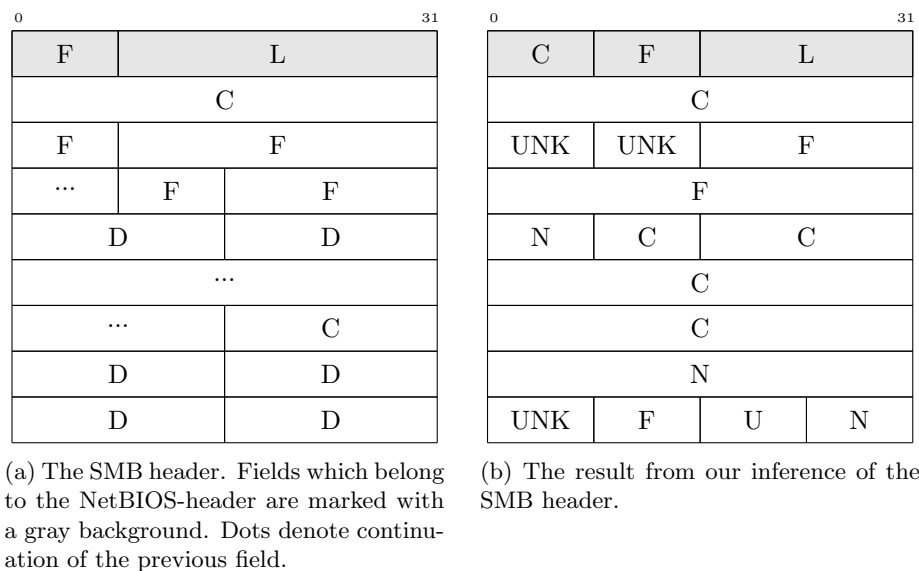 0 31
F L
C
F F
... F F
D D
...
... C
D D
D D
(a) The SMB header. Fields which belong
to the NetBIOS-header are marked with
a gray background. Dots denote continu-
ation of the previous field.
0 31
C F L
C
UNK UNK F
F
N C C
C
C
N
UNK F U N
(b) The result from our inference of the
SMB header.